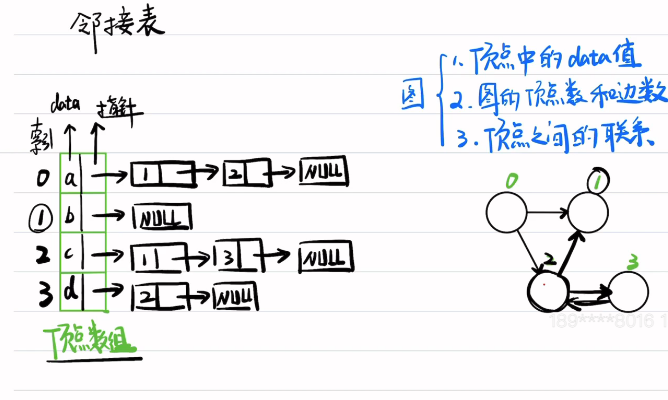 邻接表
图
1. 顶点中的data值
2. 图的顶点数和边数
3. 顶点之间的联系
data 指针
索引
0 a 1 2 NULL
1 b NULL
2 c 1 3 NULL
3 d 2 NULL
顶点数组
0 1
2 3
189****8016 1